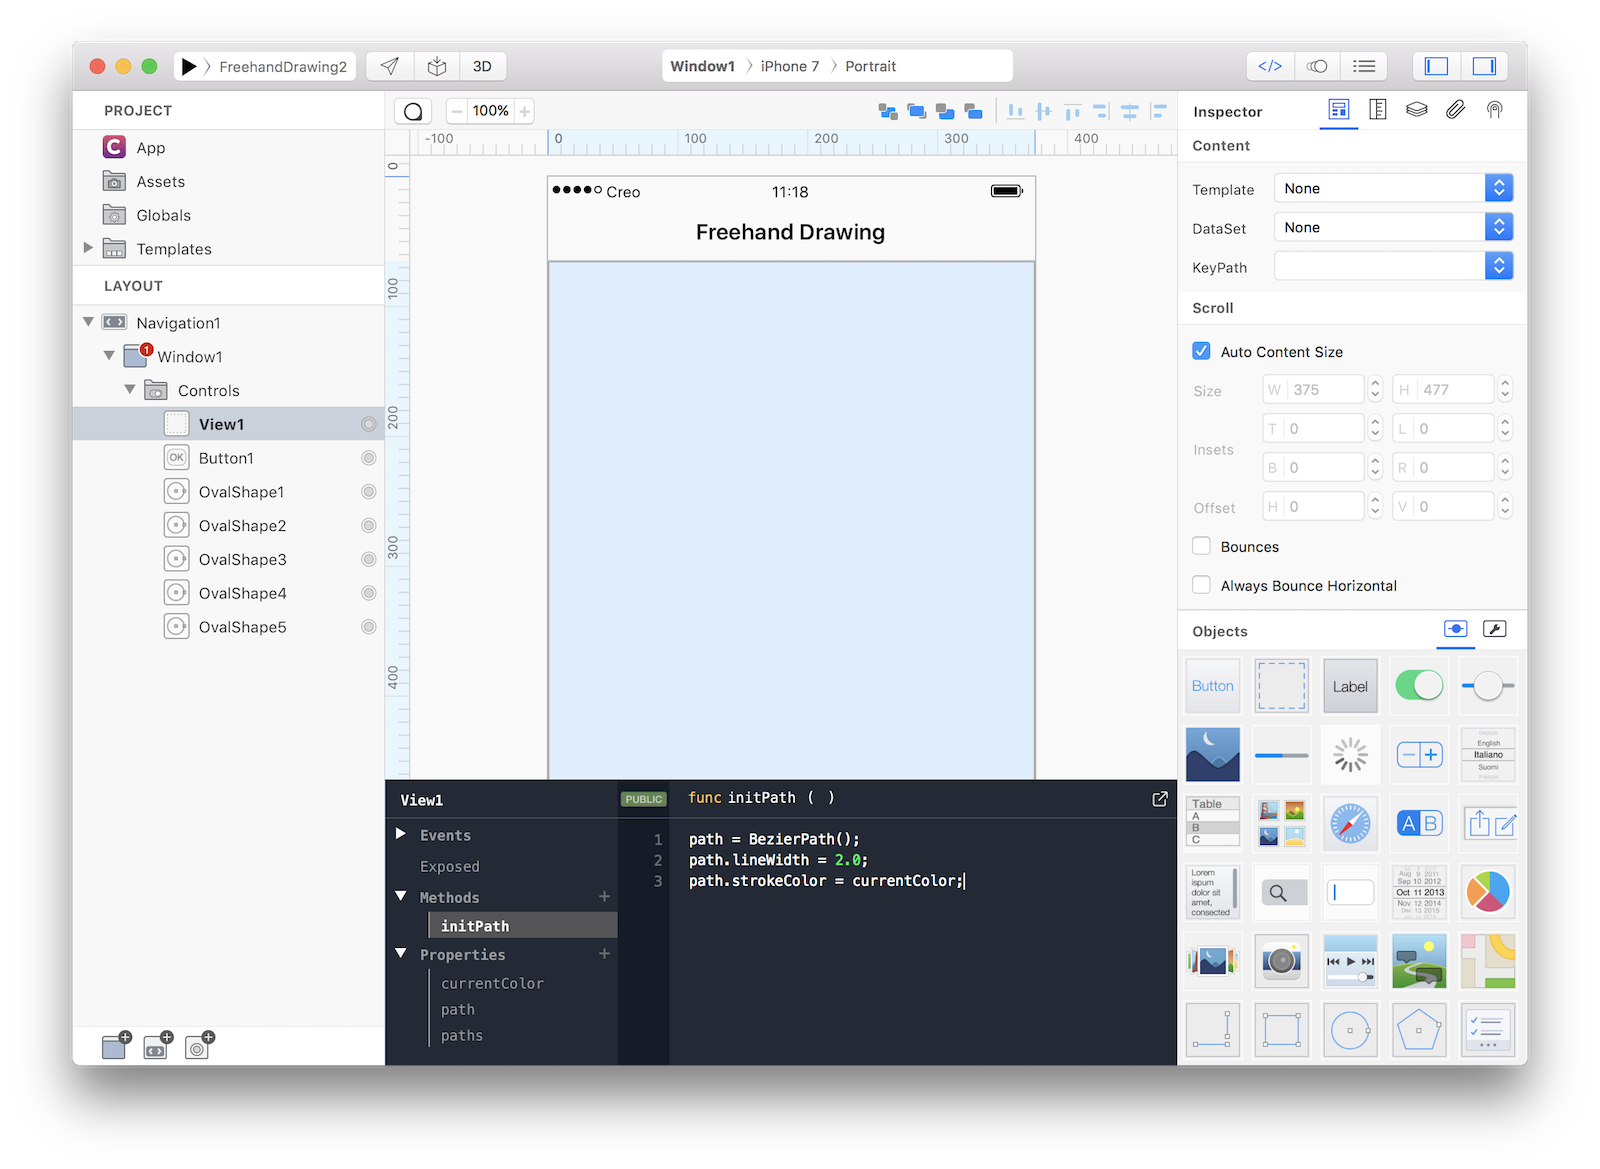 FreehandDrawing2
3D
Window1 iPhone 7 Portrait
</>
PROJECT
App
Assets
Globals
Templates
LAYOUT
Navigation1
1
Window1
Controls
View1
OK Button1
OvalShape1
OvalShape2
OvalShape3
OvalShape4
OvalShape5
100%
-100 0 100 200 300 400
0
100
200
300
400
Creo 11:18
Freehand Drawing
View1
Events
Exposed
Methods +
initPath
Properties +
currentColor
path
paths
PUBLIC func initPath ( )
1 path = BezierPath();
2 path.lineWidth = 2.0;
3 path.strokeColor = currentColor;
Inspector
Content
Template None
DataSet None
KeyPath
Scroll
Auto Content Size
Size W 375 H 477
T 0 L 0
Insets
B 0 R 0
Offset H 0 V 0
Bounces
Always Bounce Horizontal
Objects
Button
Label
English
Italiano
Suomi
Table
A
B
C
A B
Lorem
ispum
dolor sit
amet,
consected
Aug 9 2011
Sep 10 2012
Oct 11 2013
Nov 12 2014
Dec 13 2015